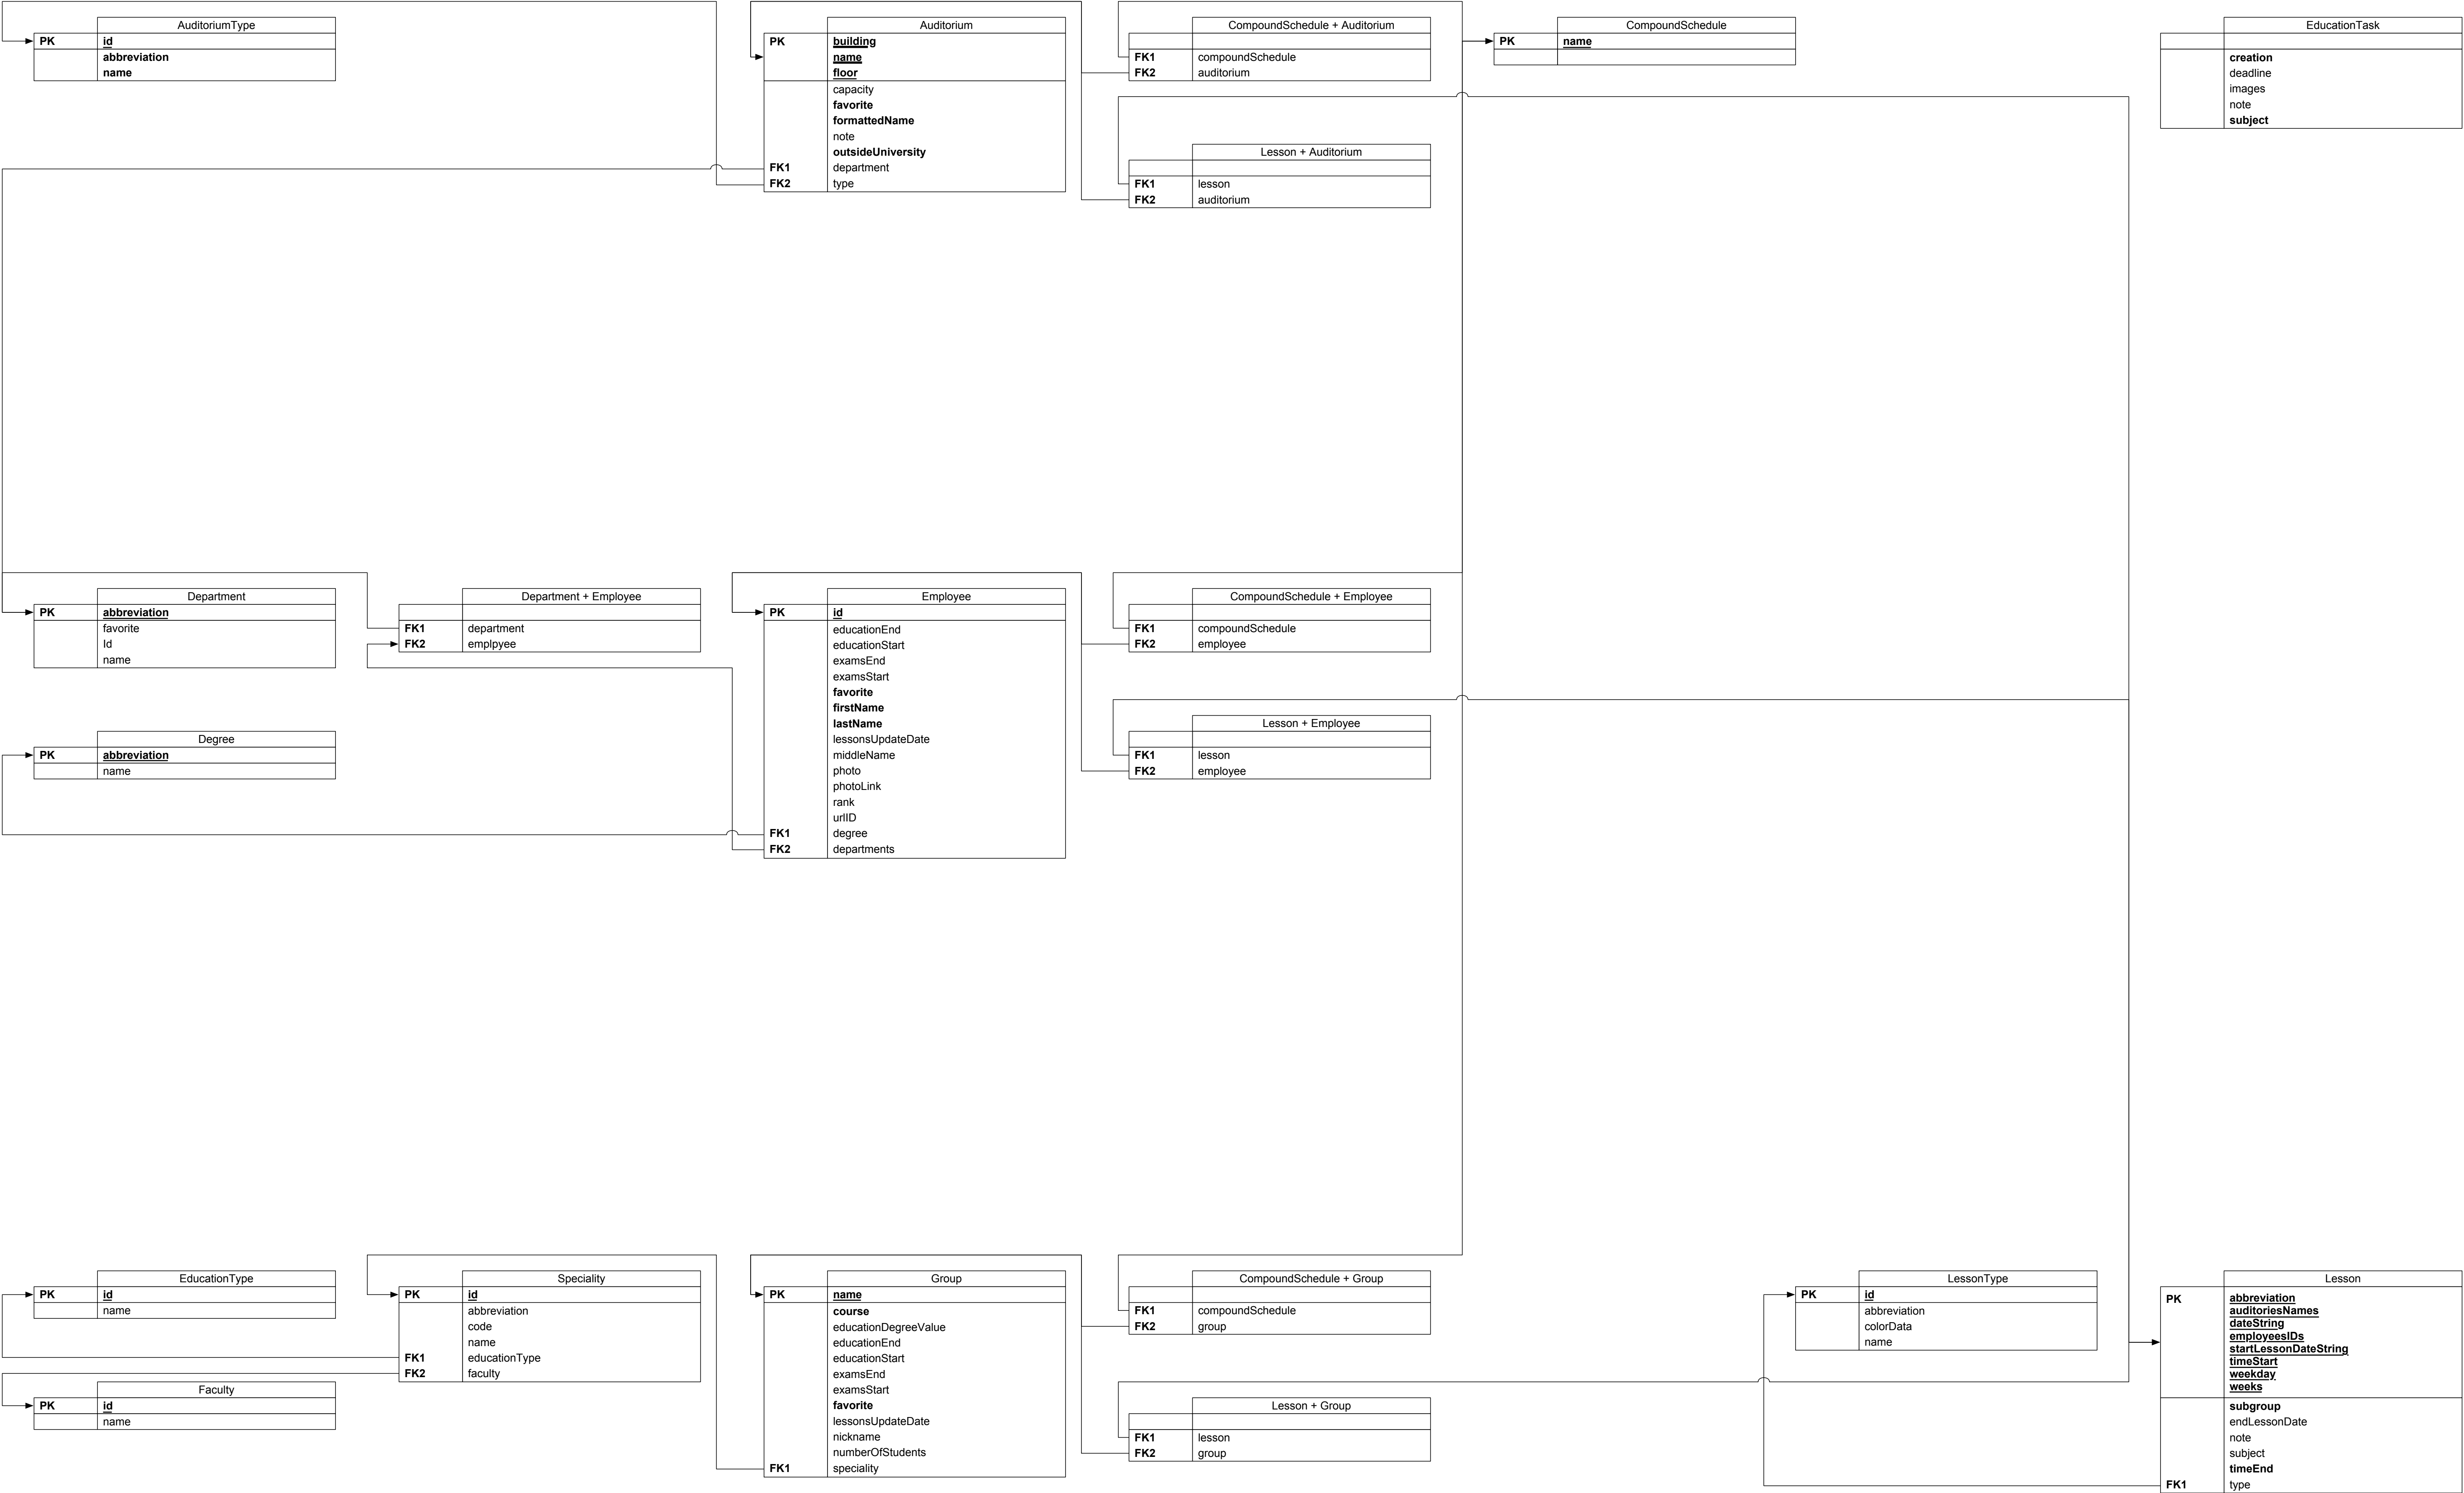 AuditoriumType
PK id
abbreviation
name
Auditorium
PK building
name
floor
capacity
favorite
formattedName
note
outsideUniversity
FK1 department
FK2 type
CompoundSchedule + Auditorium
FK1 compoundSchedule
FK2 auditorium
Lesson + Auditorium
FK1 lesson
FK2 auditorium
CompoundSchedule
PK name
EducationTask
creation
deadline
images
note
subject
Department
PK abbreviation
favorite
Id
name
Department + Employee
FK1 department
FK2 emplpyee
Degree
PK abbreviation
name
Employee
PK id
educationEnd
educationStart
examsEnd
examsStart
favorite
firstName
lastName
lessonsUpdateDate
middleName
photo
photoLink
rank
urlID
FK1 degree
FK2 departments
CompoundSchedule + Employee
FK1 compoundSchedule
FK2 employee
Lesson + Employee
FK1 lesson
FK2 employee
EducationType
PK id
name
Faculty
PK id
name
Speciality
PK id
abbreviation
code
name
FK1 educationType
FK2 faculty
Group
PK name
course
educationDegreeValue
educationEnd
educationStart
examsEnd
examsStart
favorite
lessonsUpdateDate
nickname
numberOfStudents
FK1 speciality
CompoundSchedule + Group
FK1 compoundSchedule
FK2 group
Lesson + Group
FK1 lesson
FK2 group
LessonType
PK id
abbreviation
colorData
name
Lesson
PK abbreviation
auditoriesNames
dateString
employeesIDs
startLessonDateString
timeStart
weekday
weeks
subgroup
endLessonDate
note
subject
timeEnd
FK1 type